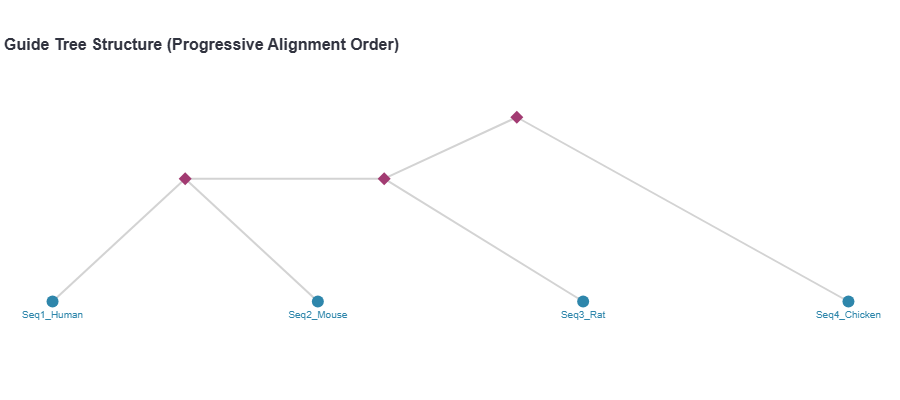 Guide Tree Structure (Progressive Alignment Order)
Seq1_Human
Seq2_Mouse
Seq3_Rat
Seq4_Chicken